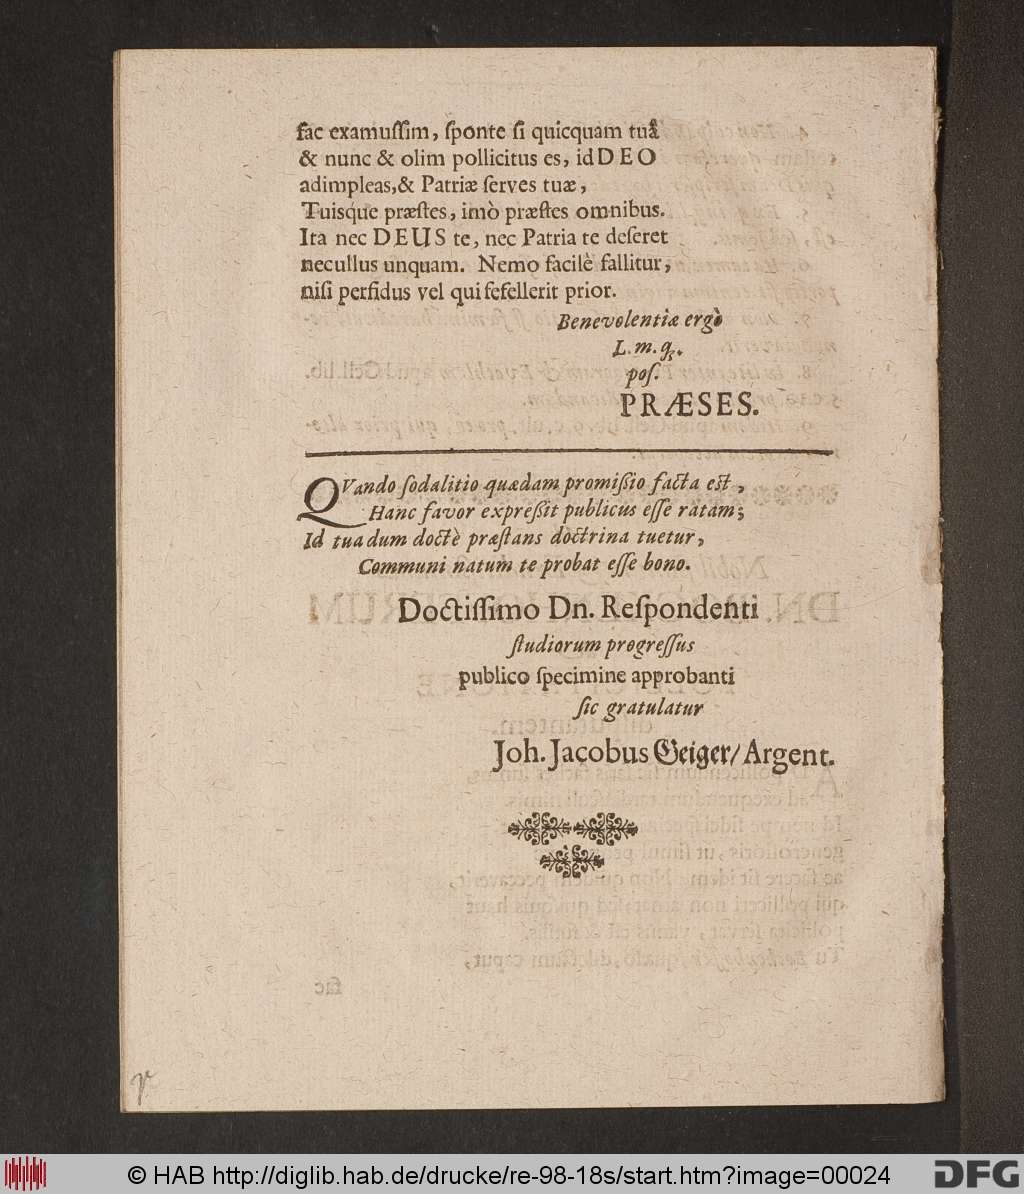 fac examussim, sponte si quicquam tuâ
& nunc & olim pollicitus es, id DEO
adimpleas, & Patriæ serves tuæ,
Tuisque præstes, imò præstes omnibus.
Ita nec DEUS te, nec Patria te deseret
nec ullus unquam. Nemo facilè fallitur,
nisi perfidus vel qui fefellerit prior.
Benevolentiæ ergò
L. m. q.
pos.
PRÆSES.
QVando sodalitio quædam promißio facta est,
Hanc favor expreßit publicus esse ratam;
Id tua dum doctè præstans doctrina tuetur,
Communi natum te probat esse bono.
Doctissimo Dn. Respondenti
studiorum progressus
publico specimine approbanti
sic gratulatur
Joh. Jacobus Geiger/ Argent.
© HAB http://diglib.hab.de/drucke/re-98-18s/start.htm?image=00024
DFG